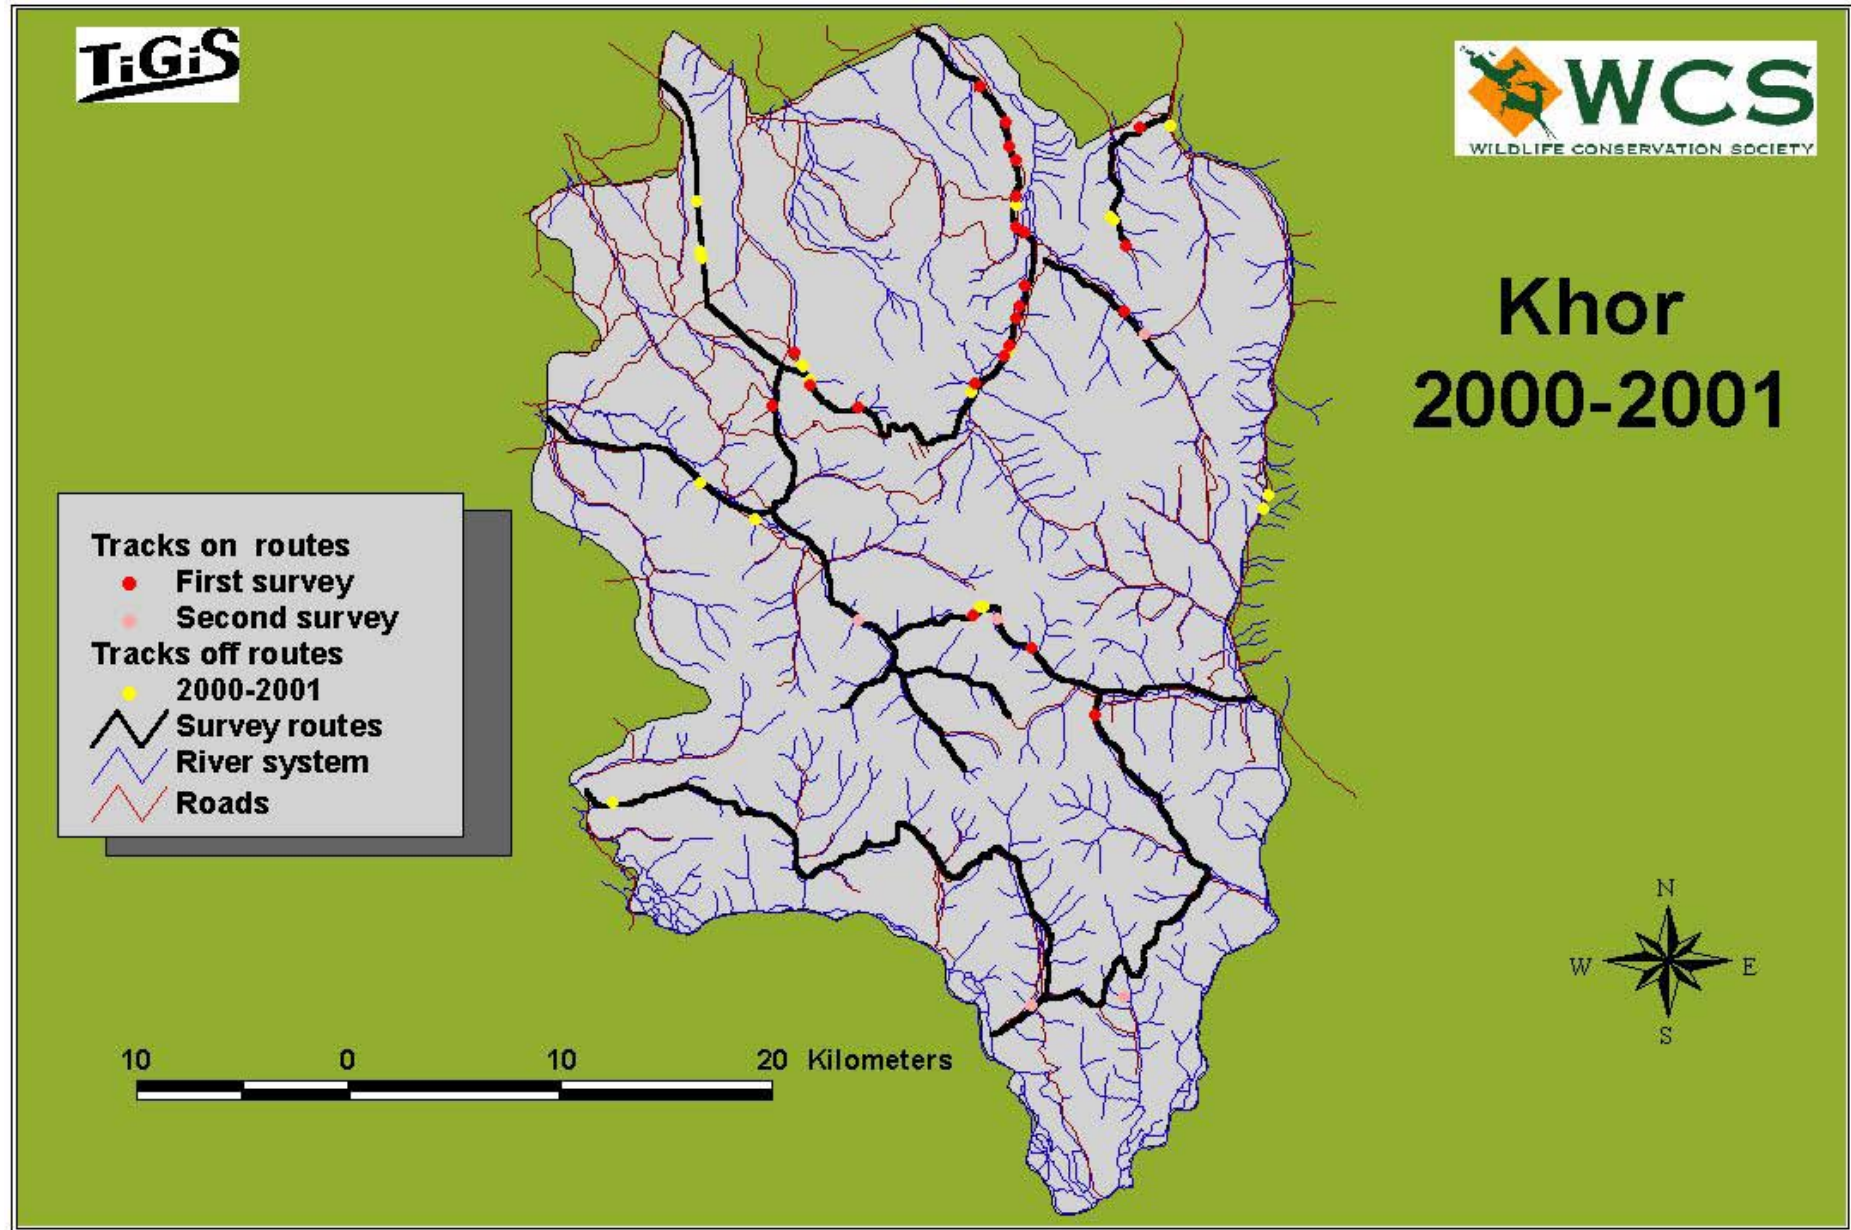 TiGiS
WCS
WILDLIFE CONSERVATION SOCIETY
Khor
2000-2001
Tracks on routes
First survey
Second survey
Tracks off routes
2000-2001
Survey routes
River system
Roads
N
W E
S
10 0 10 20 Kilometers